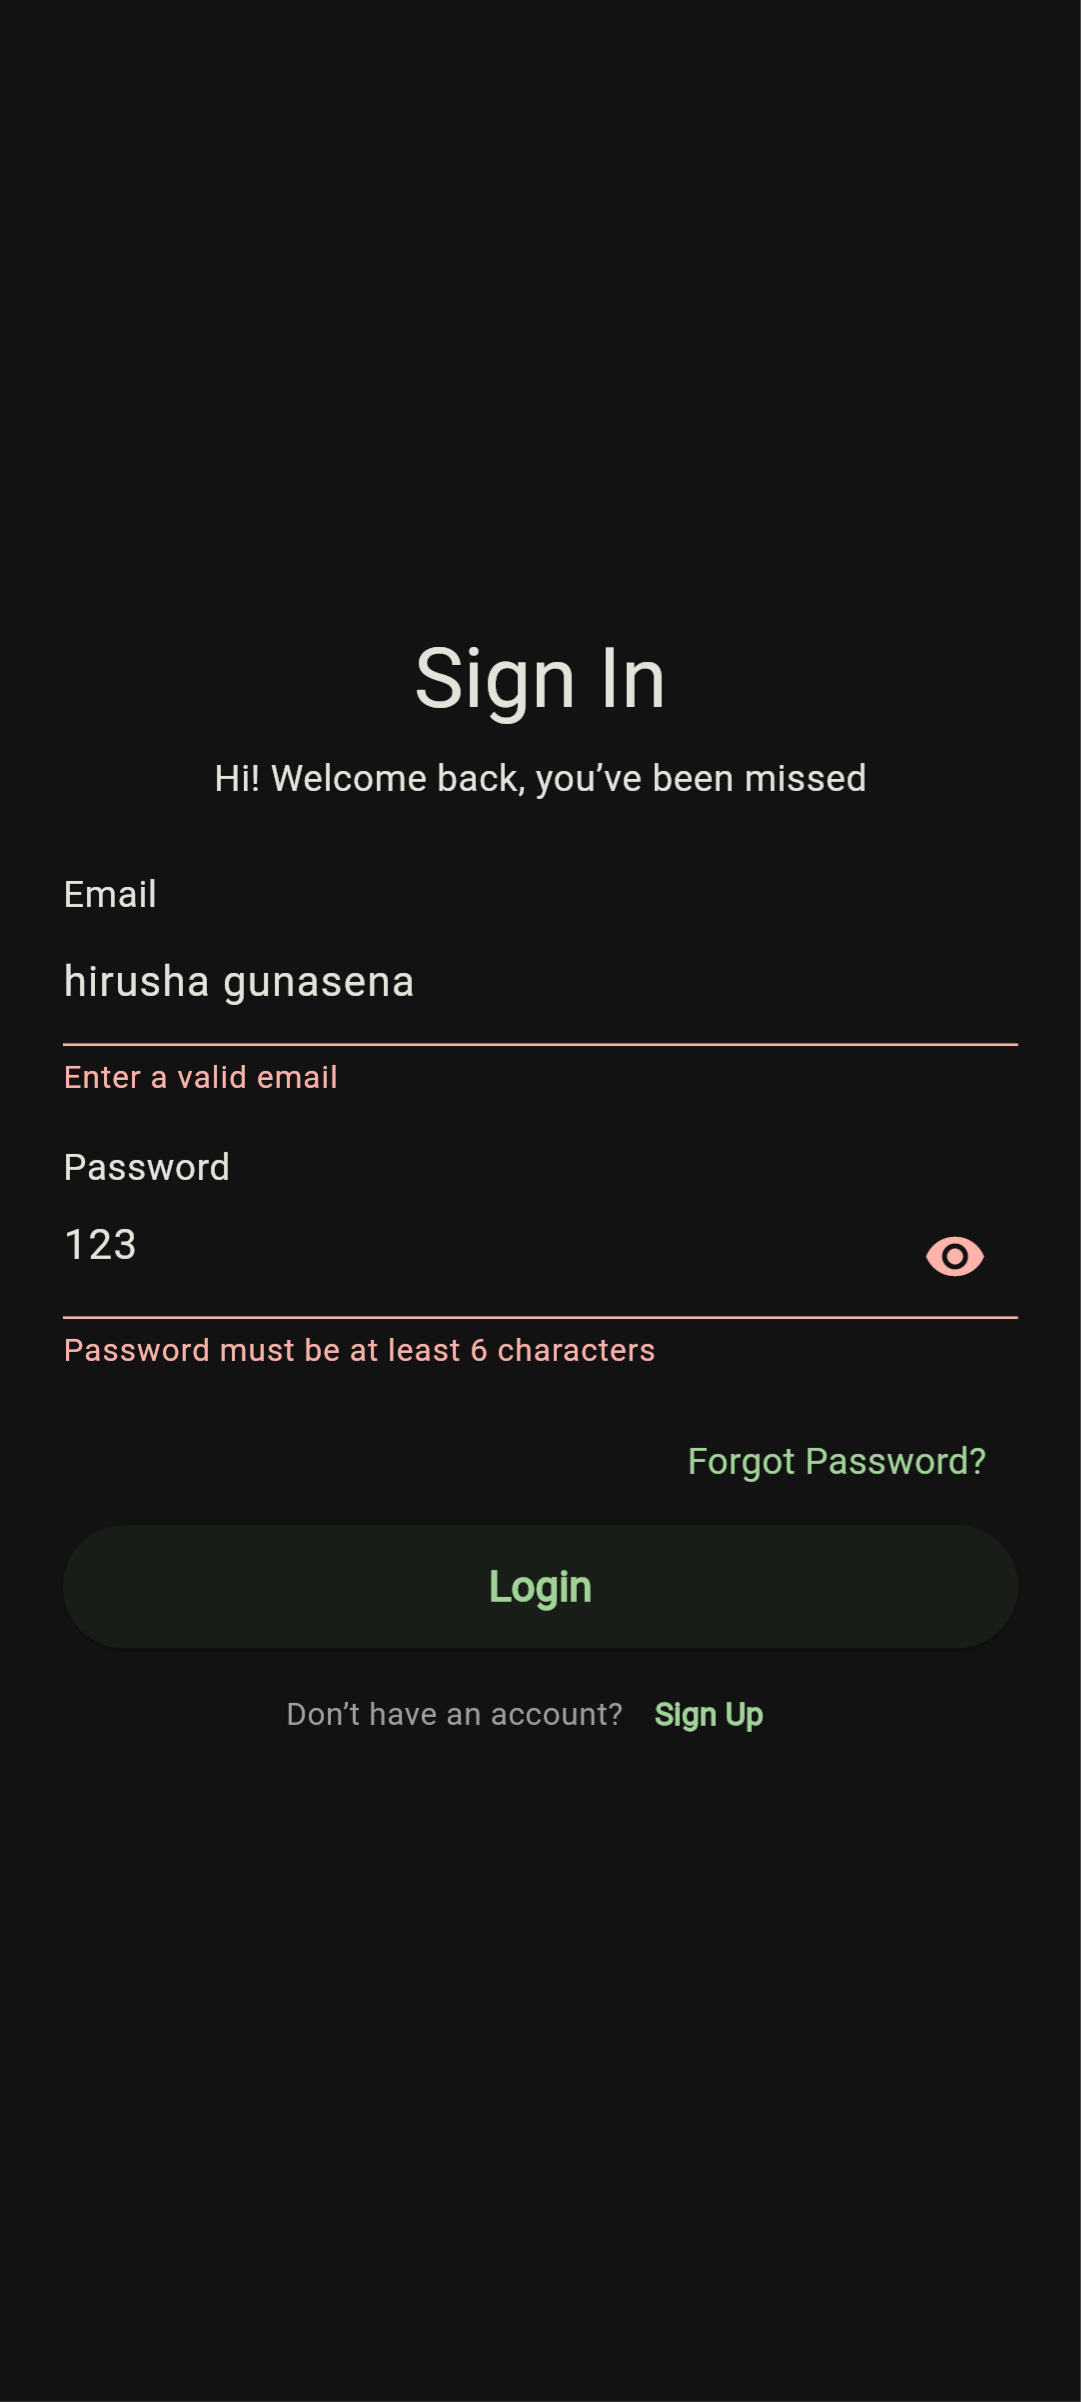 Sign In
Hi! Welcome back, you’ve been missed
Email
hirusha gunasena
Enter a valid email
Password
123
Password must be at least 6 characters
Forgot Password?
Login
Don’t have an account? Sign Up